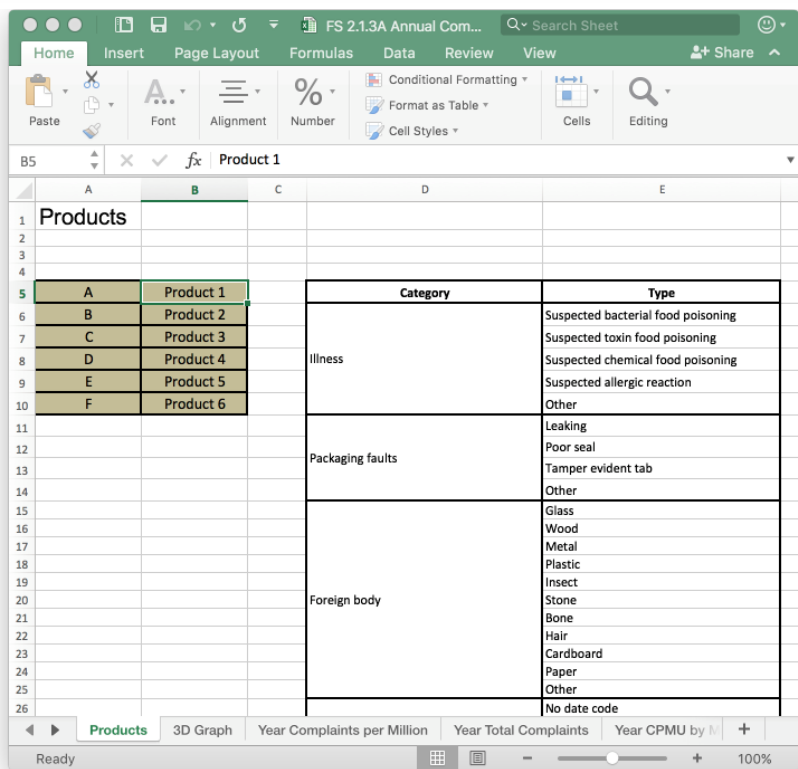 FS 2.1.3A Annual Com... Search Sheet
Home Insert Page Layout Formulas Data Review View Share
Paste Font Alignment Number Conditional Formatting Format as Table Cell Styles Cells Editing
B5 fx Product 1
A B C D E
1 Products
2
3
4
5 A Product 1 Category Type
6 B Product 2 Suspected bacterial food poisoning
7 C Product 3 Suspected toxin food poisoning
8 D Product 4 Illness Suspected chemical food poisoning
9 E Product 5 Suspected allergic reaction
10 F Product 6 Other
11 Leaking
12 Poor seal
Packaging faults
13 Tamper evident tab
14 Other
15 Glass
16 Wood
17 Metal
18 Plastic
19 Insect
20 Foreign body Stone
21 Bone
22 Hair
23 Cardboard
24 Paper
25 Other
26 No date code
Products 3D Graph Year Complaints per Million Year Total Complaints Year CPMU by M +
Ready - + 100%